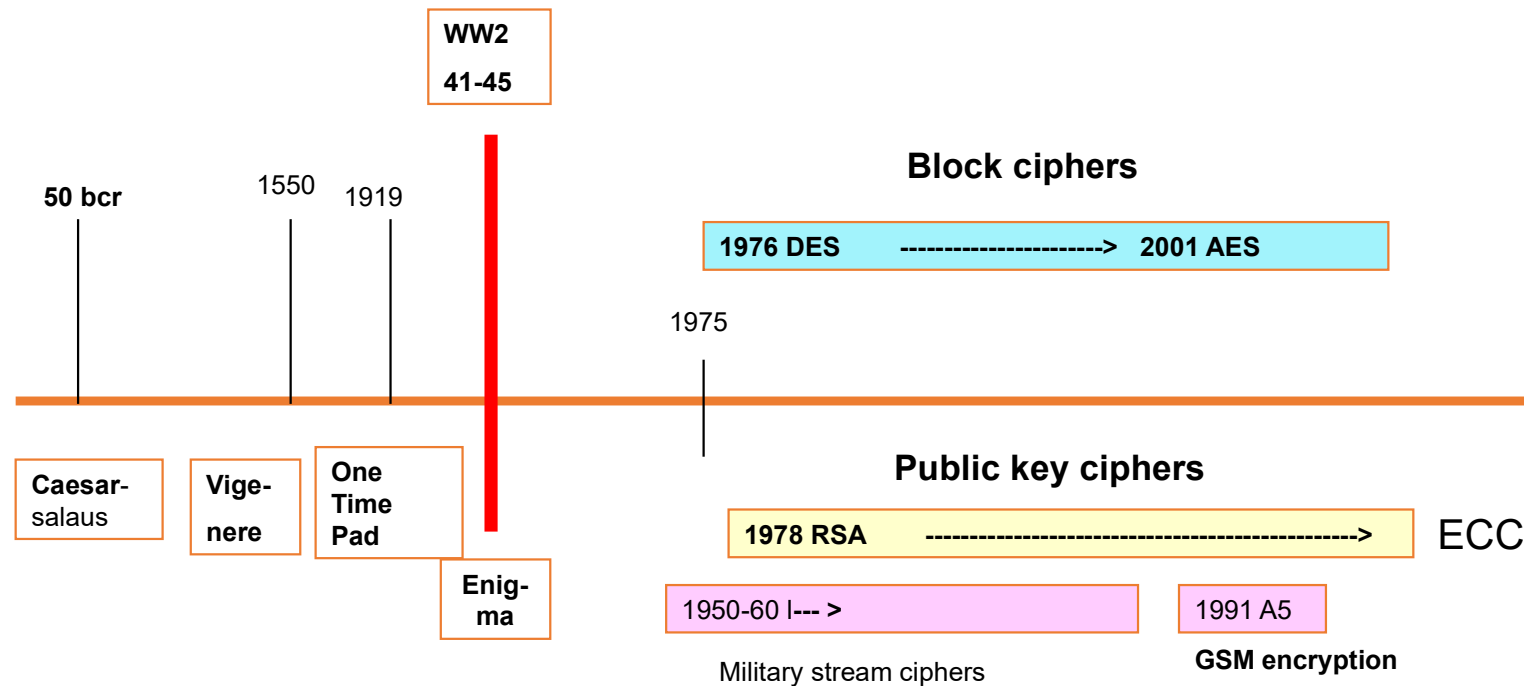 WW2
41-45
50 bcr
1550
1919
Block ciphers
1976 DES -----------------------> 2001 AES
1975
Caesar-
salaus
Vige-
nere
One
Time
Pad
Enig-
ma
Public key ciphers
1978 RSA ------------------------------------------------->
ECC
1950-60 l--- >
1991 A5
Military stream ciphers
GSM encryption